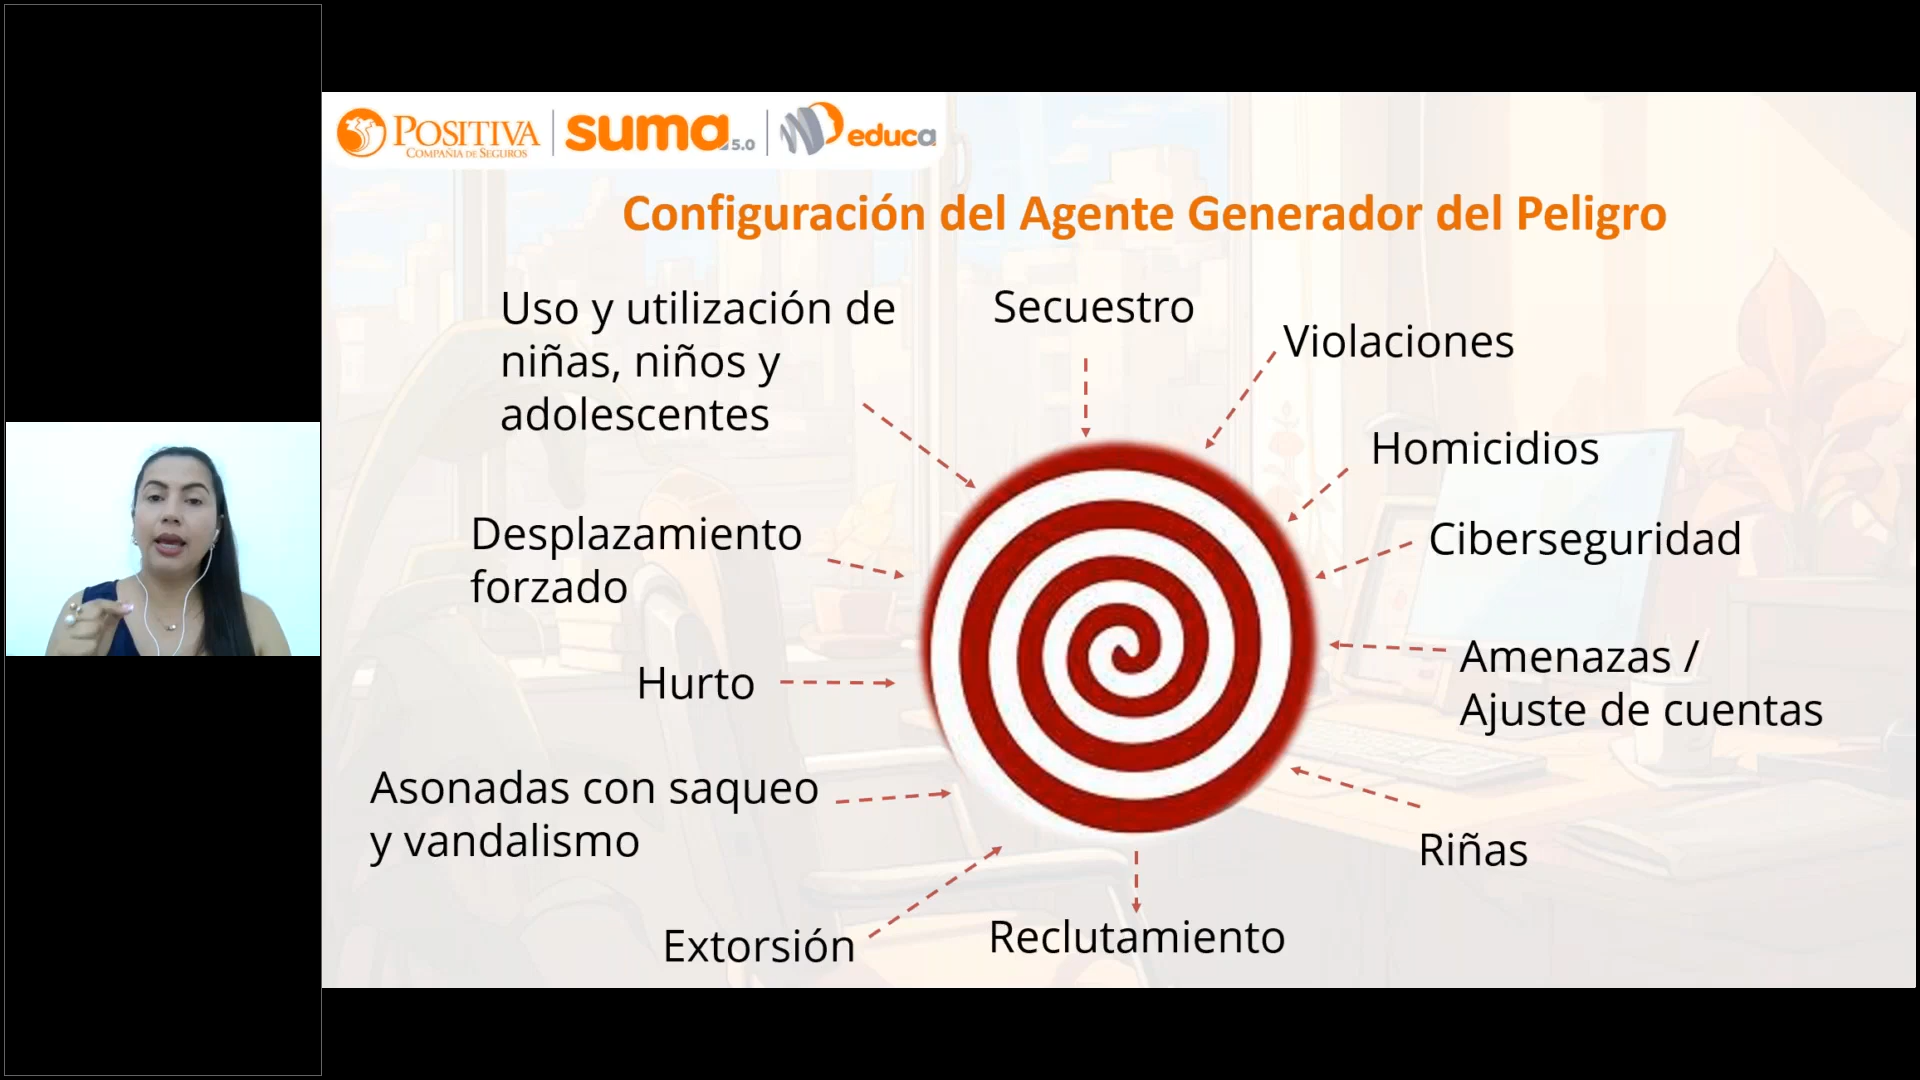 POSITIVA
COMPAÑIA DE SEGUROS
suma 5.0
educa
Configuración del Agente Generador del Peligro
Uso y utilización de
niñas, niños y
adolescentes
Secuestro
Violaciones
Homicidios
Desplazamiento
forzado
Ciberseguridad
Hurto
Amenazas /
Ajuste de cuentas
Asonadas con saqueo
y vandalismo
Riñas
Extorsión
Reclutamiento